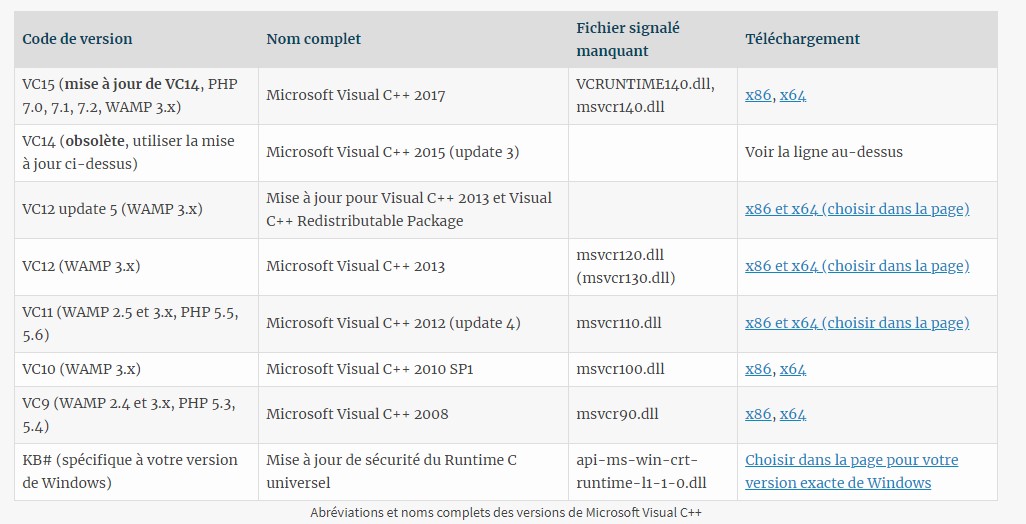 Code de version
Nom complet
Fichier signalé
manquant
Téléchargement
VC15 (mise à jour de VC14, PHP
7.0, 7.1, 7.2, WAMP 3.x)
Microsoft Visual C++ 2017
VCRUNTIME140.dll,
msvcr140.dll
x86, x64
VC14 (obsolète, utiliser la mise
à jour ci-dessus)
Microsoft Visual C++ 2015 (update 3)
Voir la ligne au-dessus
VC12 update 5 (WAMP 3.x)
Mise à jour pour Visual C++ 2013 et Visual
C++ Redistributable Package
x86 et x64 (choisir dans la page)
VC12 (WAMP 3.x)
Microsoft Visual C++ 2013
msvcr120.dll
(msvcr130.dll)
x86 et x64 (choisir dans la page)
VC11 (WAMP 2.5 et 3.x, PHP 5.5,
5.6)
Microsoft Visual C++ 2012 (update 4)
msvcr110.dll
x86 et x64 (choisir dans la page)
VC10 (WAMP 3.x)
Microsoft Visual C++ 2010 SP1
msvcr100.dll
x86, x64
VC9 (WAMP 2.4 et 3.x, PHP 5.3,
5.4)
Microsoft Visual C++ 2008
msvcr90.dll
x86, x64
KB# (spécifique à votre version
de Windows)
Mise à jour de sécurité du Runtime C
universel
api-ms-win-crt-
runtime-l1-1-0.dll
Choisir dans la page pour votre
version exacte de Windows
Abréviations et noms complets des versions de Microsoft Visual C++